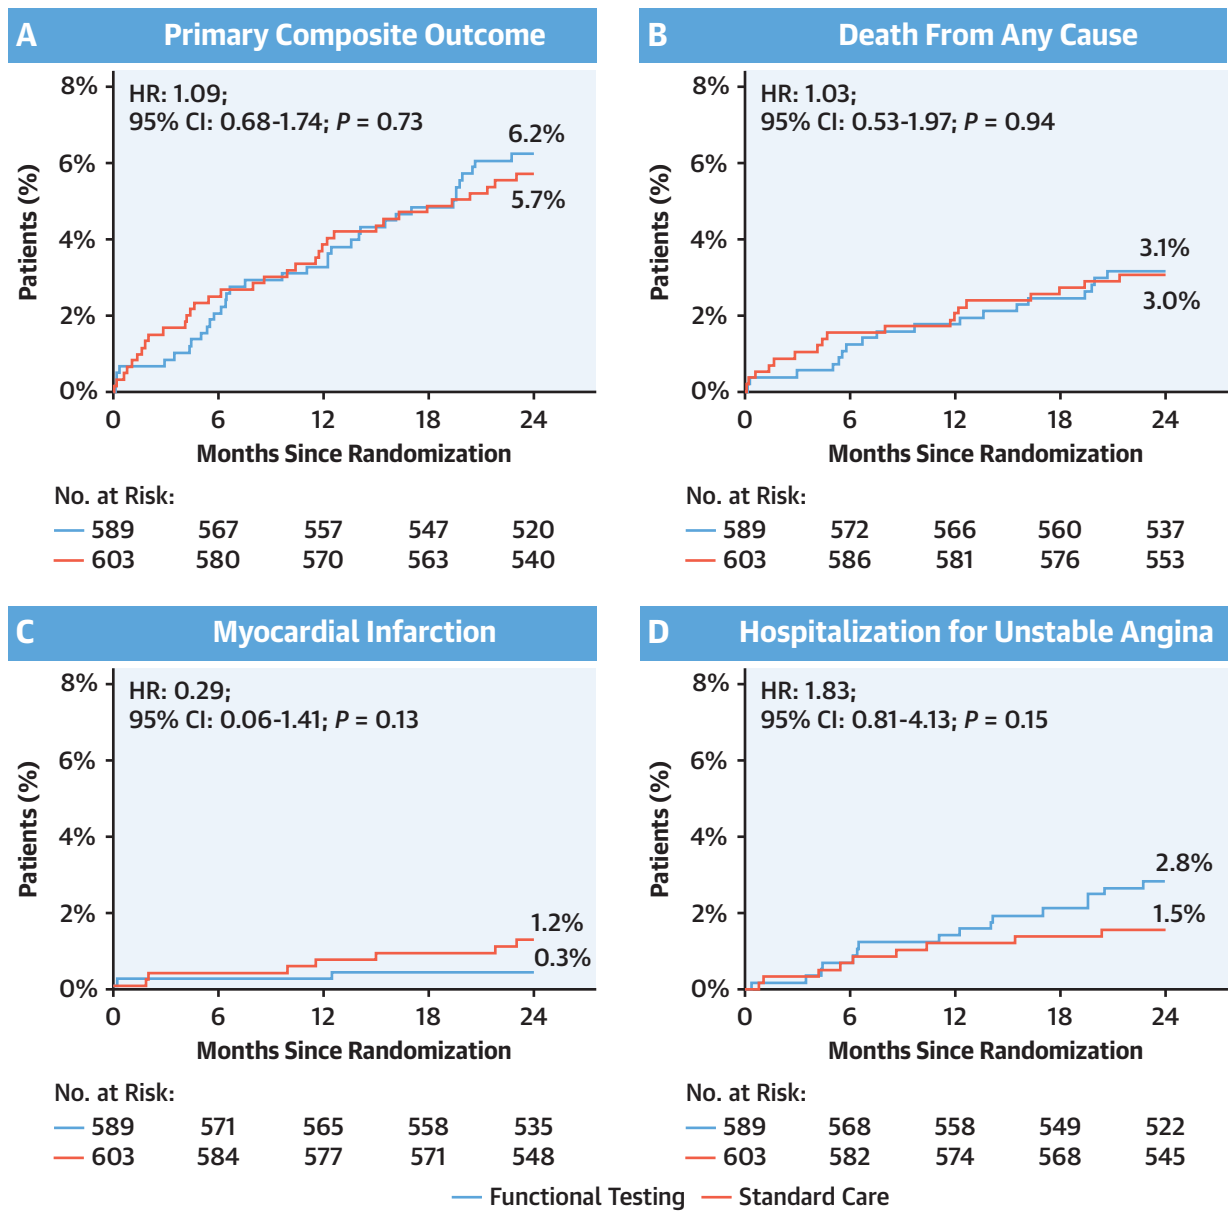 A Primary Composite Outcome
HR: 1.09;
95% CI: 0.68-1.74; P = 0.73
8%
6%
4%
2%
0%
Patients (%)
6.2%
5.7%
0 6 12 18 24
Months Since Randomization
No. at Risk:
589 567 557 547 520
603 580 570 563 540
B Death From Any Cause
HR: 1.03;
95% CI: 0.53-1.97; P = 0.94
8%
6%
4%
2%
0%
Patients (%)
3.1%
3.0%
0 6 12 18 24
Months Since Randomization
No. at Risk:
589 572 566 560 537
603 586 581 576 553
C Myocardial Infarction
HR: 0.29;
95% CI: 0.06-1.41; P = 0.13
8%
6%
4%
2%
0%
Patients (%)
1.2%
0.3%
0 6 12 18 24
Months Since Randomization
No. at Risk:
589 571 565 558 535
603 584 577 571 548
D Hospitalization for Unstable Angina
HR: 1.83;
95% CI: 0.81-4.13; P = 0.15
8%
6%
4%
2%
0%
Patients (%)
2.8%
1.5%
0 6 12 18 24
Months Since Randomization
No. at Risk:
589 568 558 549 522
603 582 574 568 545
Functional Testing Standard Care